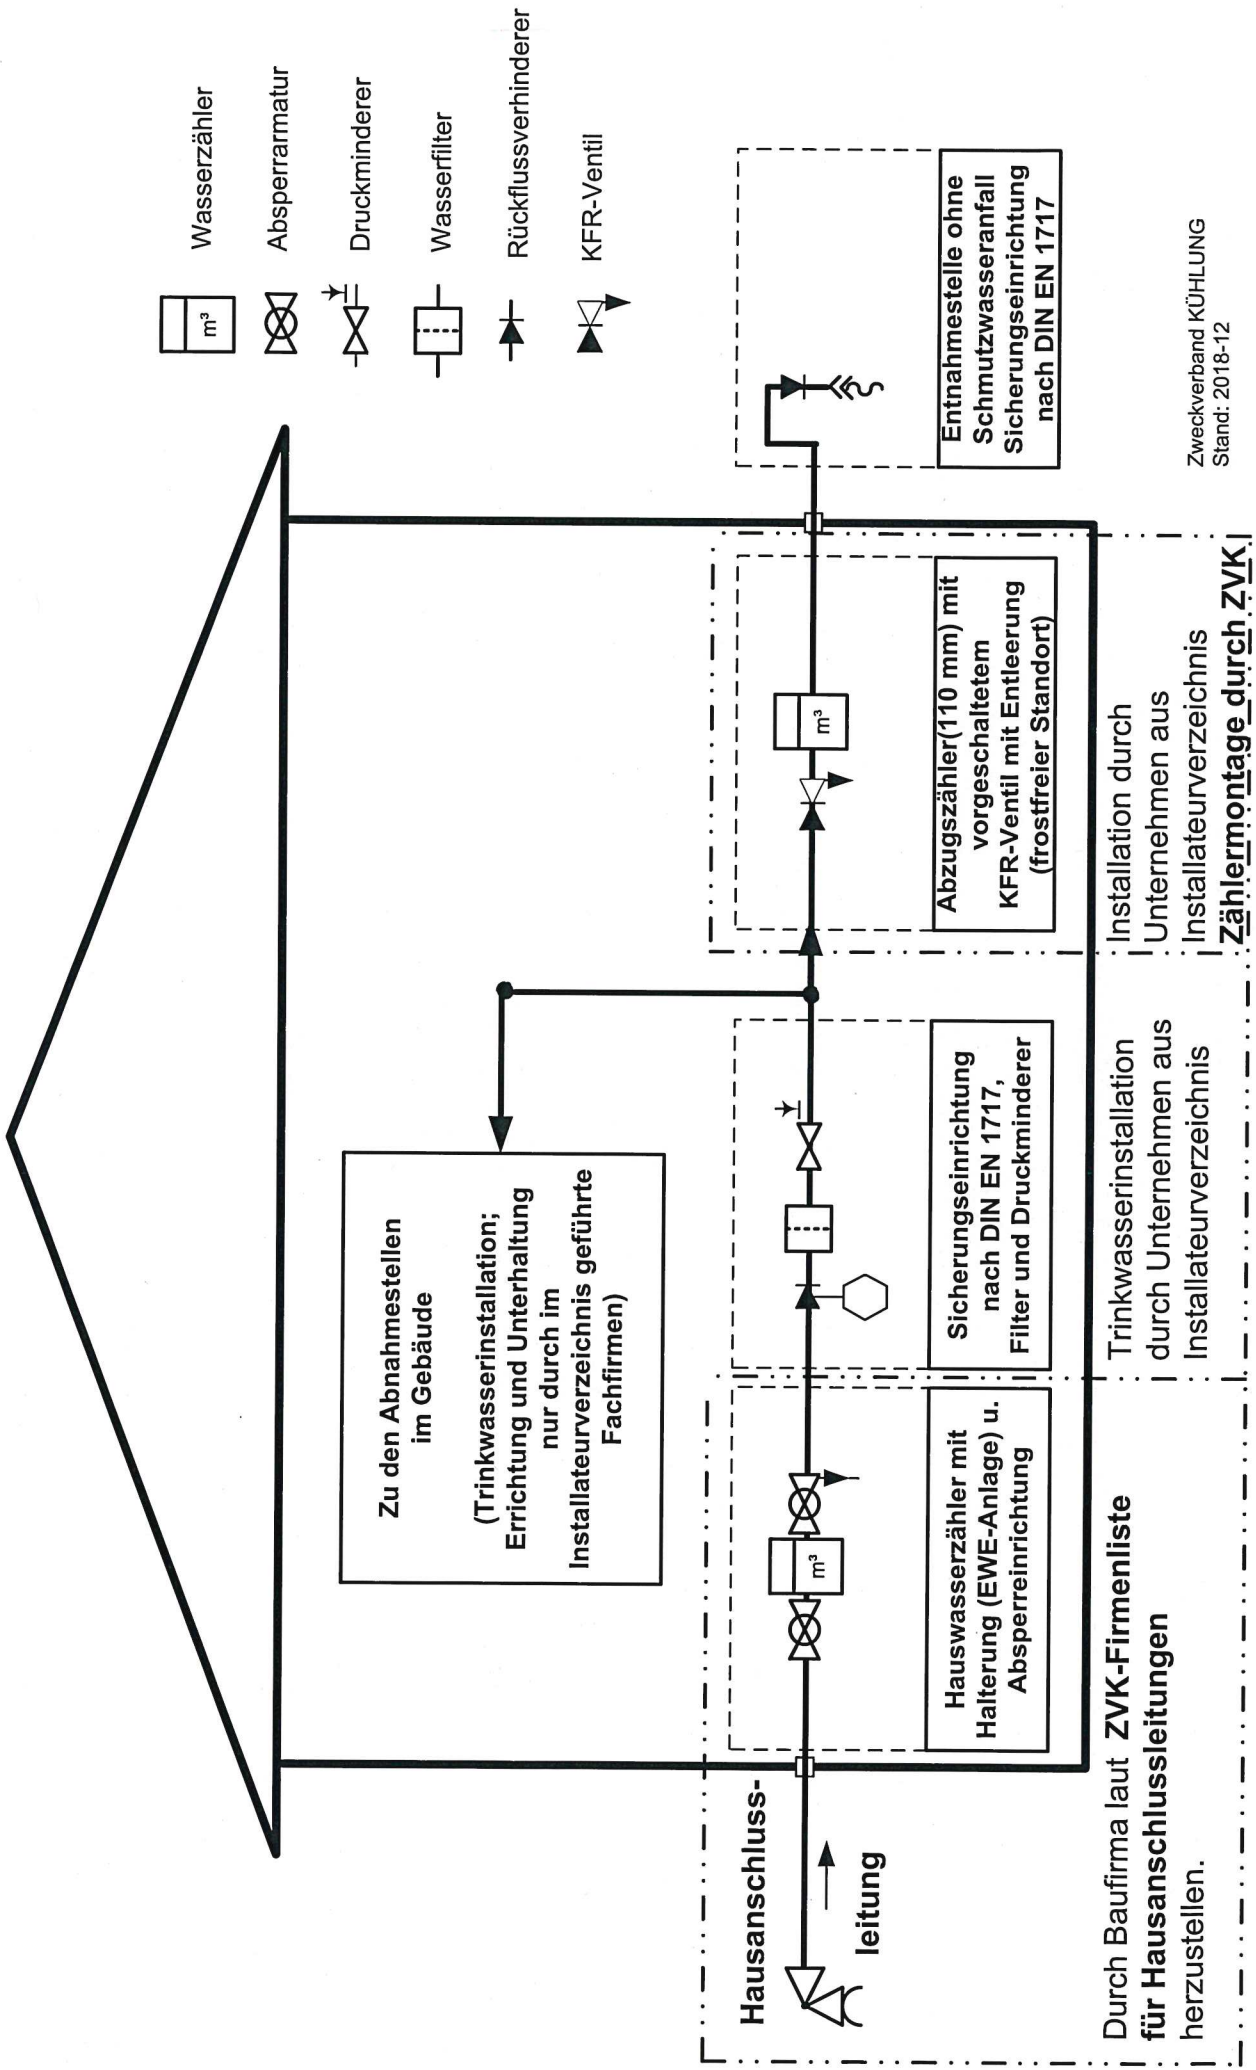 m³
Wasserzähler
Absperrarmatur
Druckminderer
Wasserfilter
Rückflussverhinderer
KFR-Ventil
Zu den Abnahmestellen
im Gebäude
(Trinkwasserinstallation;
Errichtung und Unterhaltung
nur durch im
Installateurverzeichnis geführte
Fachfirmen)
Hausanschluss-
leitung
m³
m³
Hauswasserzähler mit
Halterung (EWE-Anlage) u.
Absperreinrichtung
Sicherungseinrichtung
nach DIN EN 1717,
Filter und Druckminderer
Abzugszähler(110 mm) mit
vorgeschaltetem
KFR-Ventil mit Entleerung
(frostfreier Standort)
Entnahmestelle ohne
Schmutzwasseranfall
Sicherungseinrichtung
nach DIN EN 1717
Durch Baufirma laut ZVK-Firmenliste
für Hausanschlussleitungen
herzustellen.
Trinkwasserinstallation
durch Unternehmen aus
Installateurverzeichnis
Installation durch
Unternehmen aus
Installateurverzeichnis
Zählermontage durch ZVK
Zweckverband KÜHLUNG
Stand: 2018-12